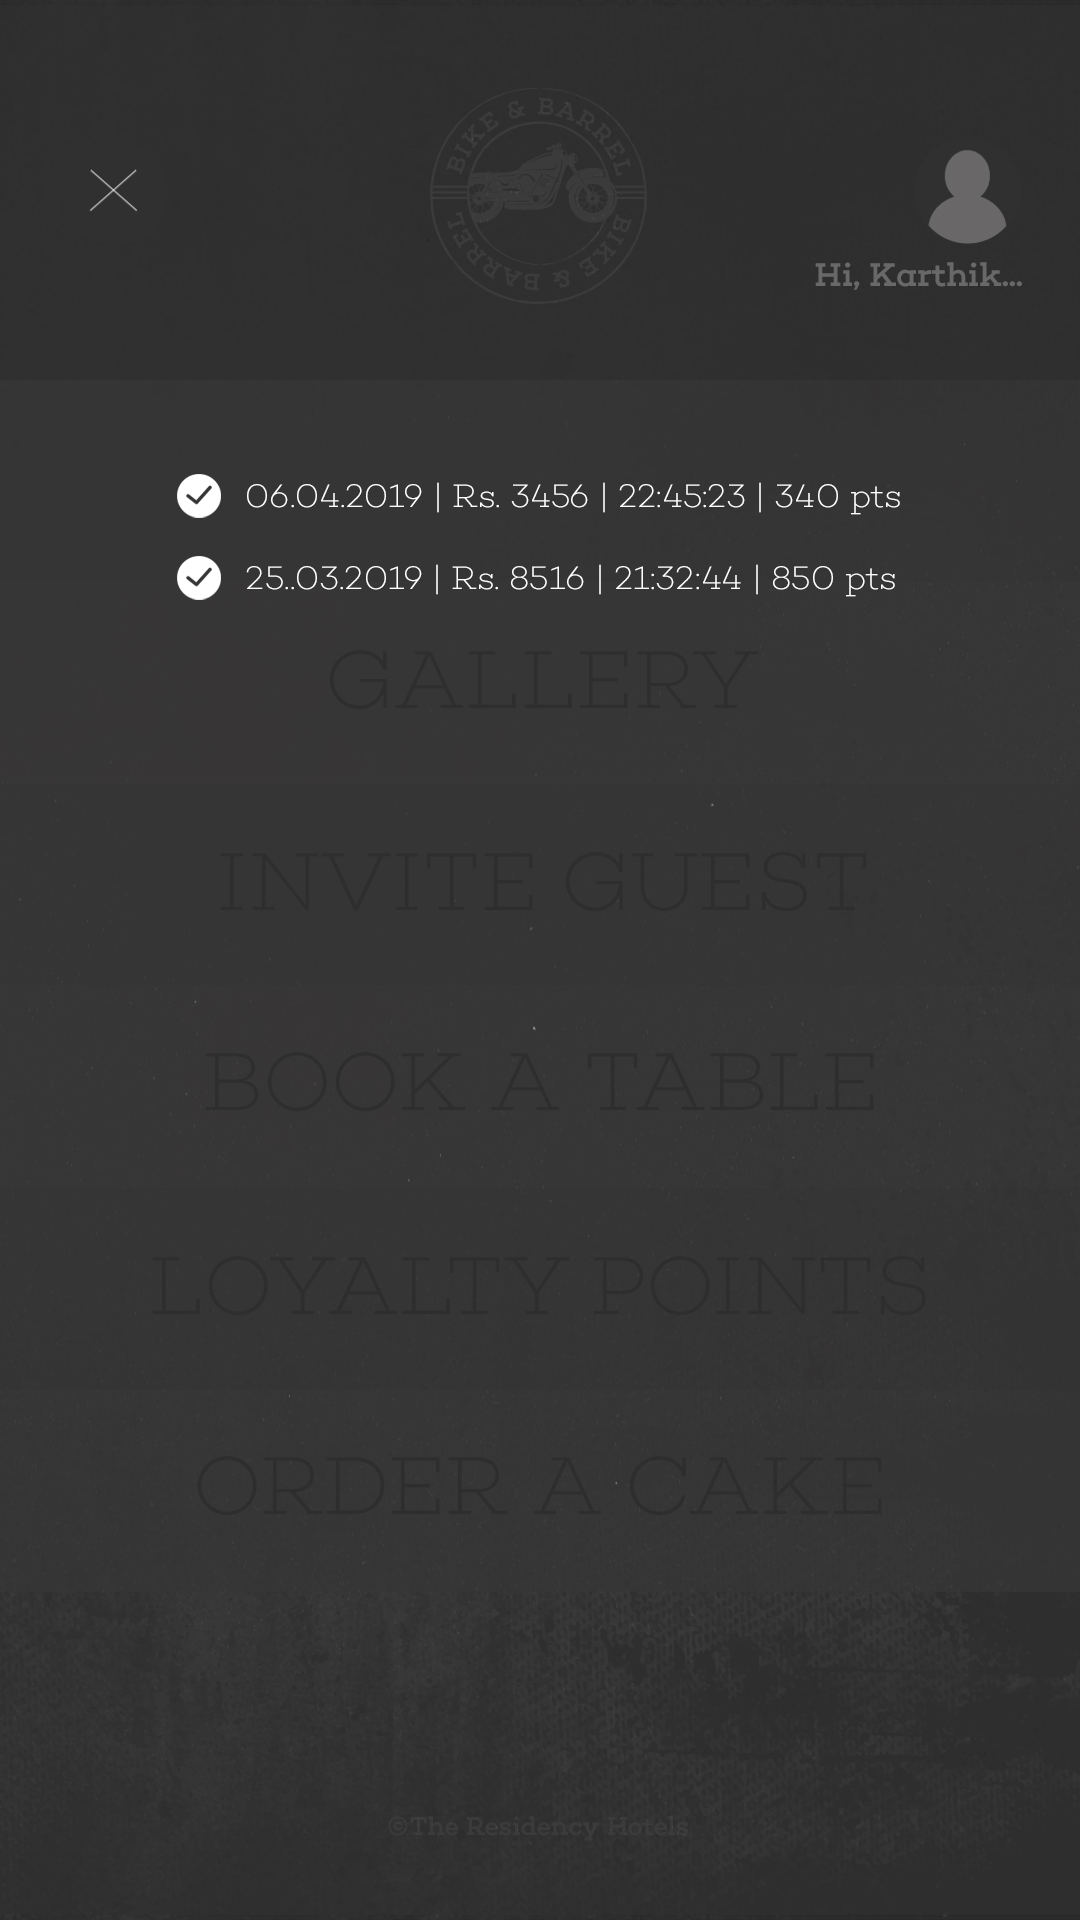 BIKE & BARREL
BIKE & BARREL
Hi, Karthik...
06.04.2019 | Rs. 3456 | 22:45:23 | 340 pts
25..03.2019 | Rs. 8516 | 21:32:44 | 850 pts
GALLERY
INVITE GUEST
BOOK A TABLE
LOYALTY POINTS
ORDER A CAKE
©The Residency Hotels